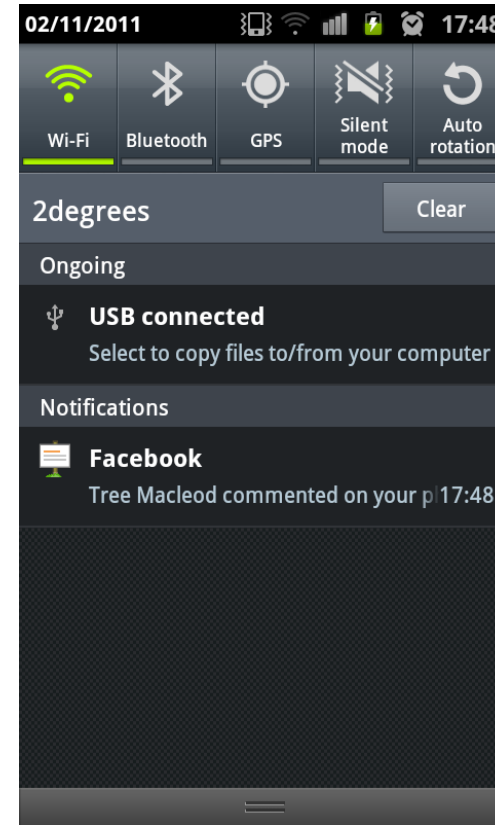 02/11/2011 17:48
Wi-Fi Bluetooth GPS Silent mode Auto rotation
2degrees Clear
Ongoing
USB connected
Select to copy files to/from your computer
Notifications
Facebook
Tree Macleod commented on your p 17:48